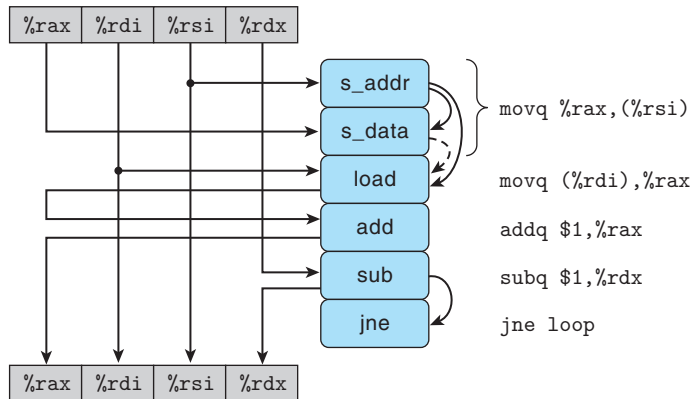 %rax %rdi %rsi %rdx
s_addr
s_data
movq %rax,(%rsi)
load
movq (%rdi),%rax
add
addq $1,%rax
sub
subq $1,%rdx
jne
jne loop
%rax %rdi %rsi %rdx